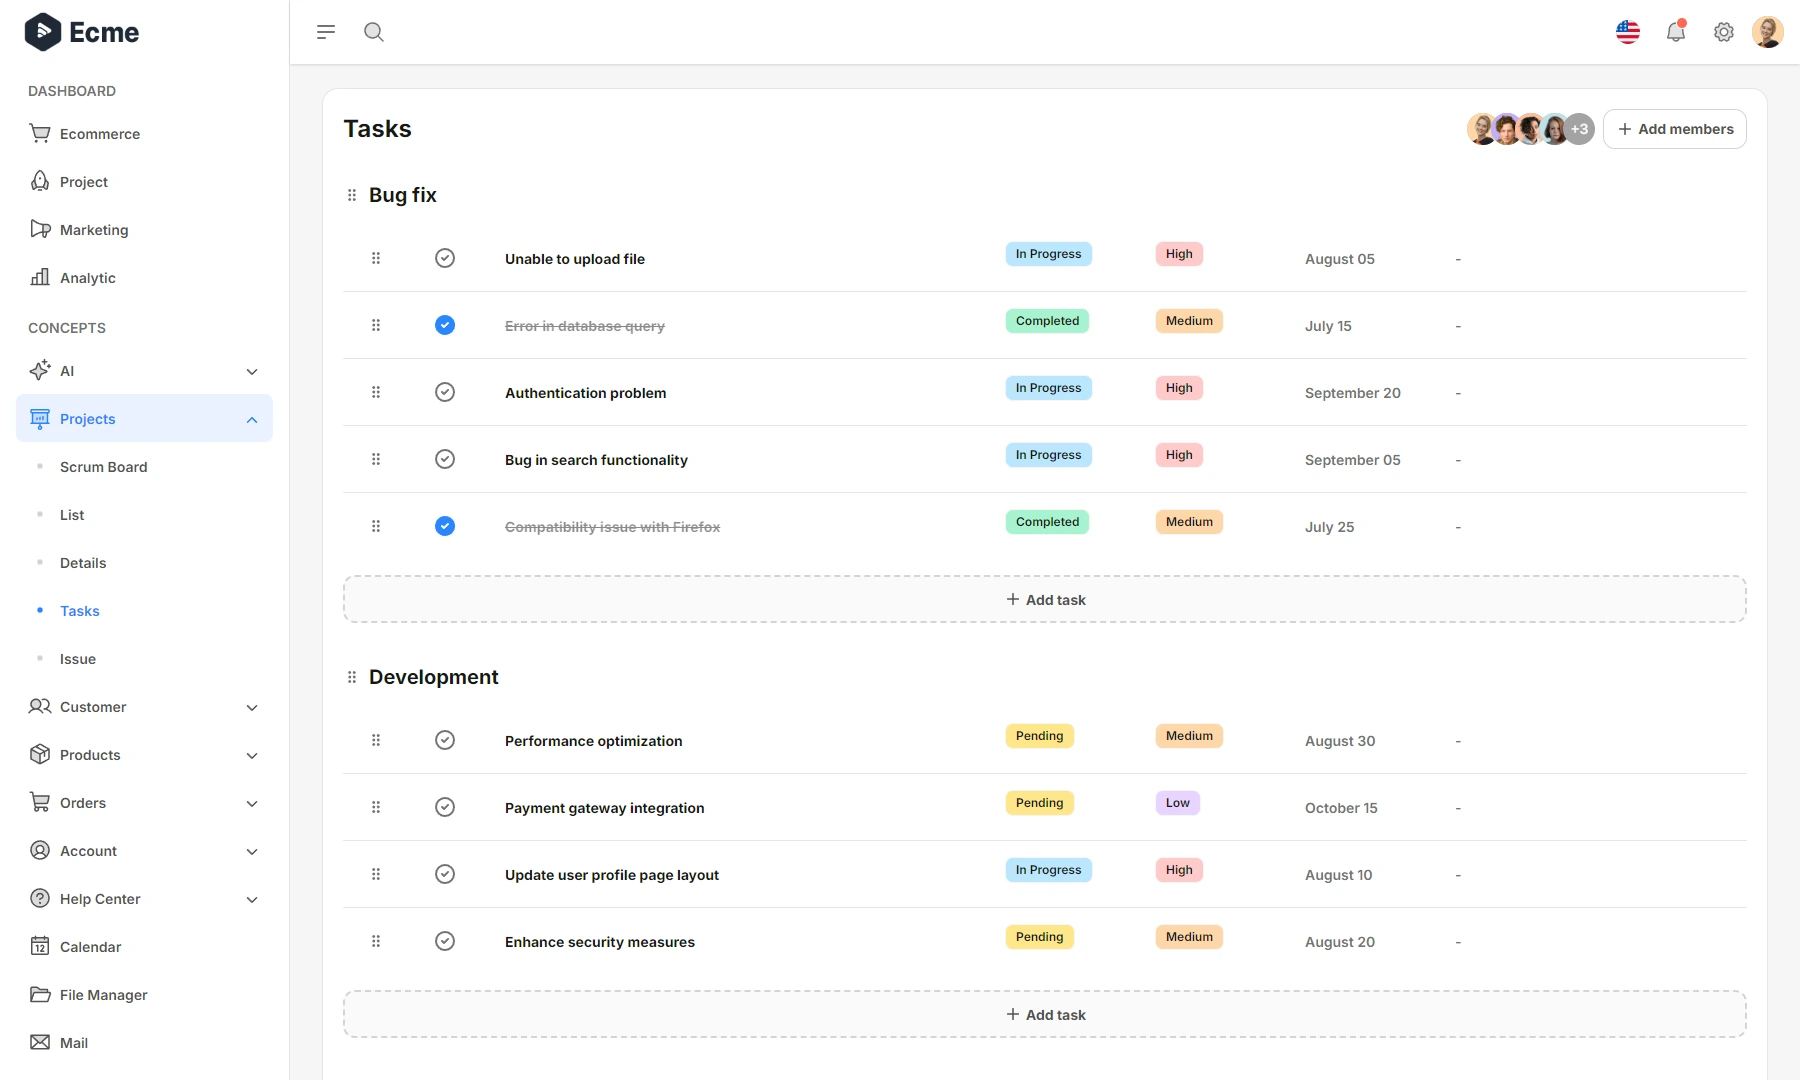 Ecme
DASHBOARD
Ecommerce
Project
Marketing
Analytic
CONCEPTS
AI
Projects
Scrum Board
List
Details
Tasks
Issue
Customer
Products
Orders
Account
Help Center
12 Calendar
File Manager
Mail
Tasks
+3
Add members
Bug fix
Unable to upload file In Progress High August 05 -
Error in database query Completed Medium July 15 -
Authentication problem In Progress High September 20 -
Bug in search functionality In Progress High September 05 -
Compatibility issue with Firefox Completed Medium July 25 -
Add task
Development
Performance optimization Pending Medium August 30 -
Payment gateway integration Pending Low October 15 -
Update user profile page layout In Progress High August 10 -
Enhance security measures Pending Medium August 20 -
Add task